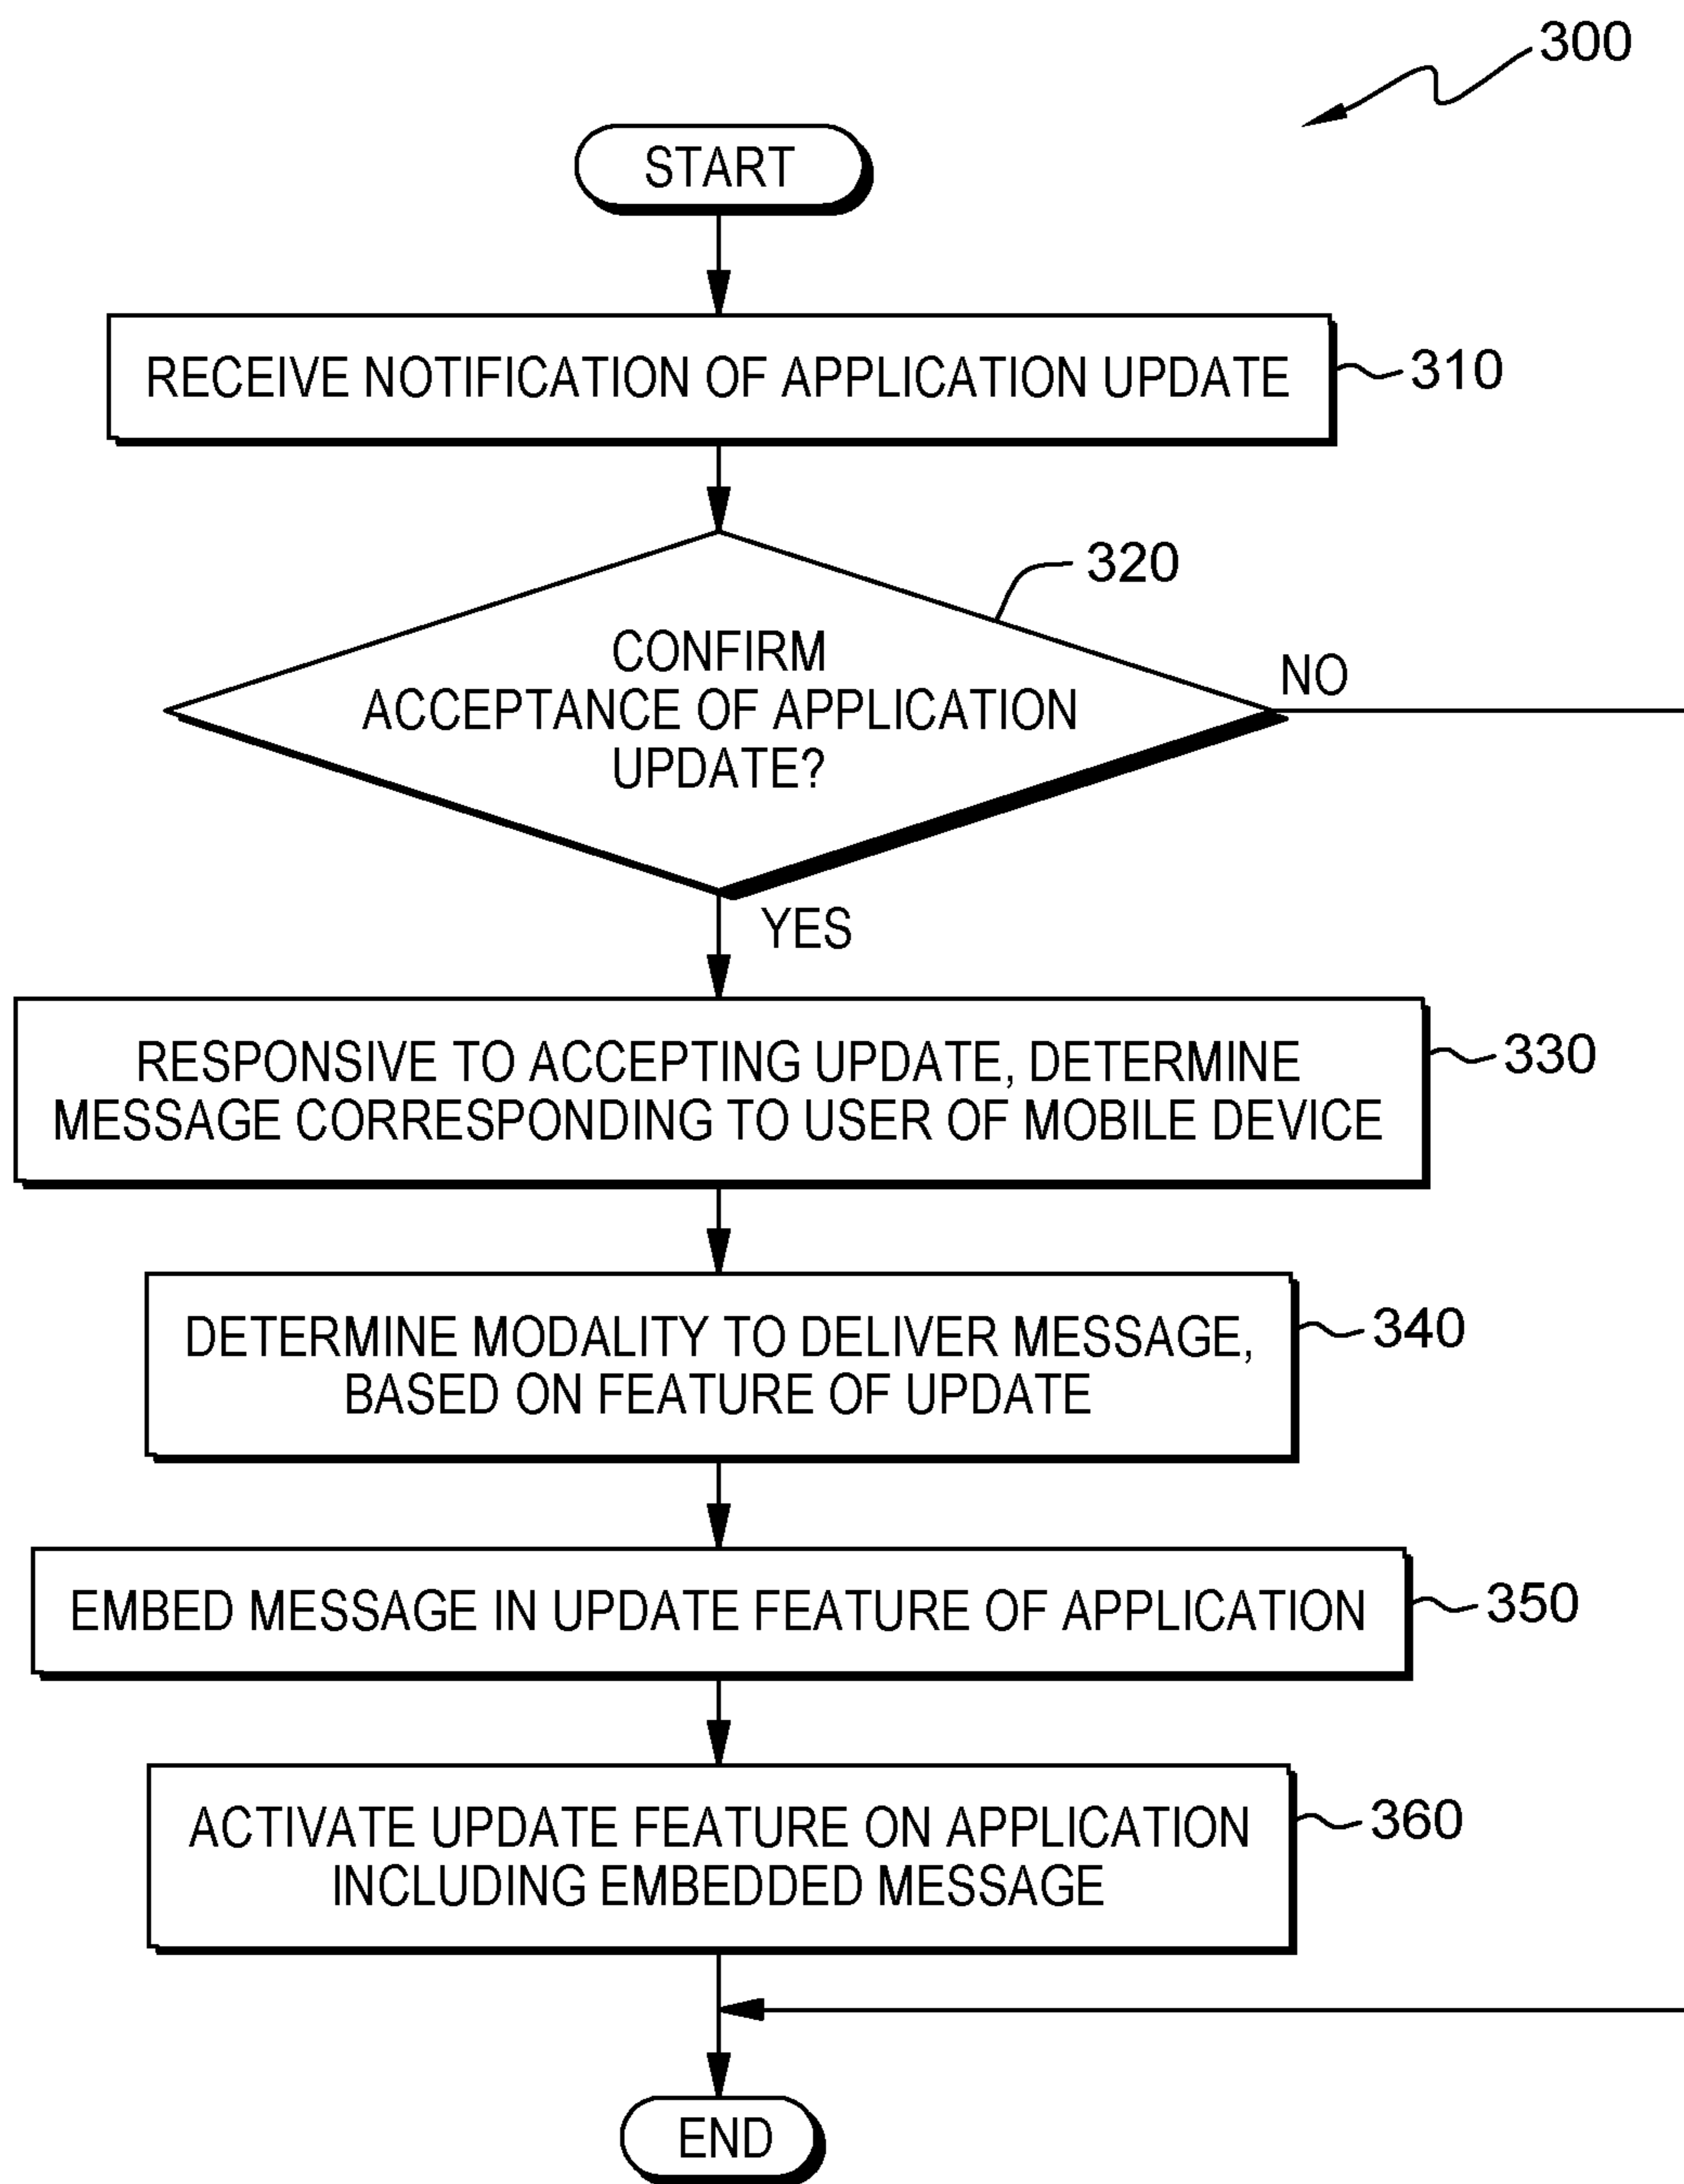 300
START
RECEIVE NOTIFICATION OF APPLICATION UPDATE
310
320
CONFIRM
ACCEPTANCE OF APPLICATION
UPDATE?
NO
YES
RESPONSIVE TO ACCEPTING UPDATE, DETERMINE
MESSAGE CORRESPONDING TO USER OF MOBILE DEVICE
330
DETERMINE MODALITY TO DELIVER MESSAGE,
BASED ON FEATURE OF UPDATE
340
EMBED MESSAGE IN UPDATE FEATURE OF APPLICATION
350
ACTIVATE UPDATE FEATURE ON APPLICATION
INCLUDING EMBEDDED MESSAGE
360
END